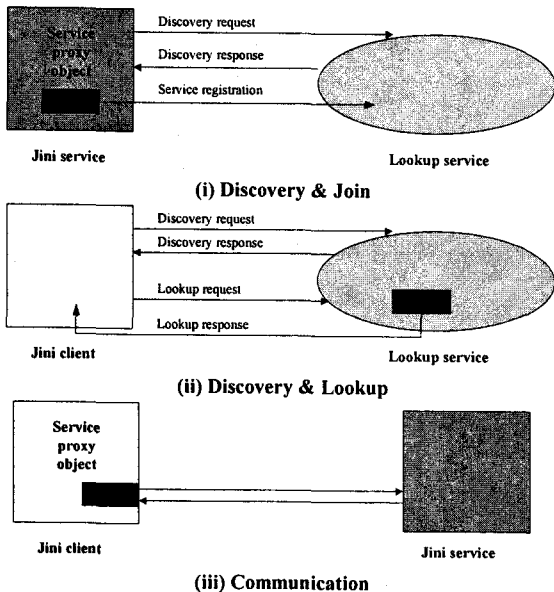 Service
proxy
object
Discovery request
Discovery response
Service registration
Jini service
Lookup service
(i) Discovery & Join
Discovery request
Discovery response
Lookup request
Lookup response
Jini client
Lookup service
(ii) Discovery & Lookup
Service
proxy
object
Jini client
Jini service
(iii) Communication